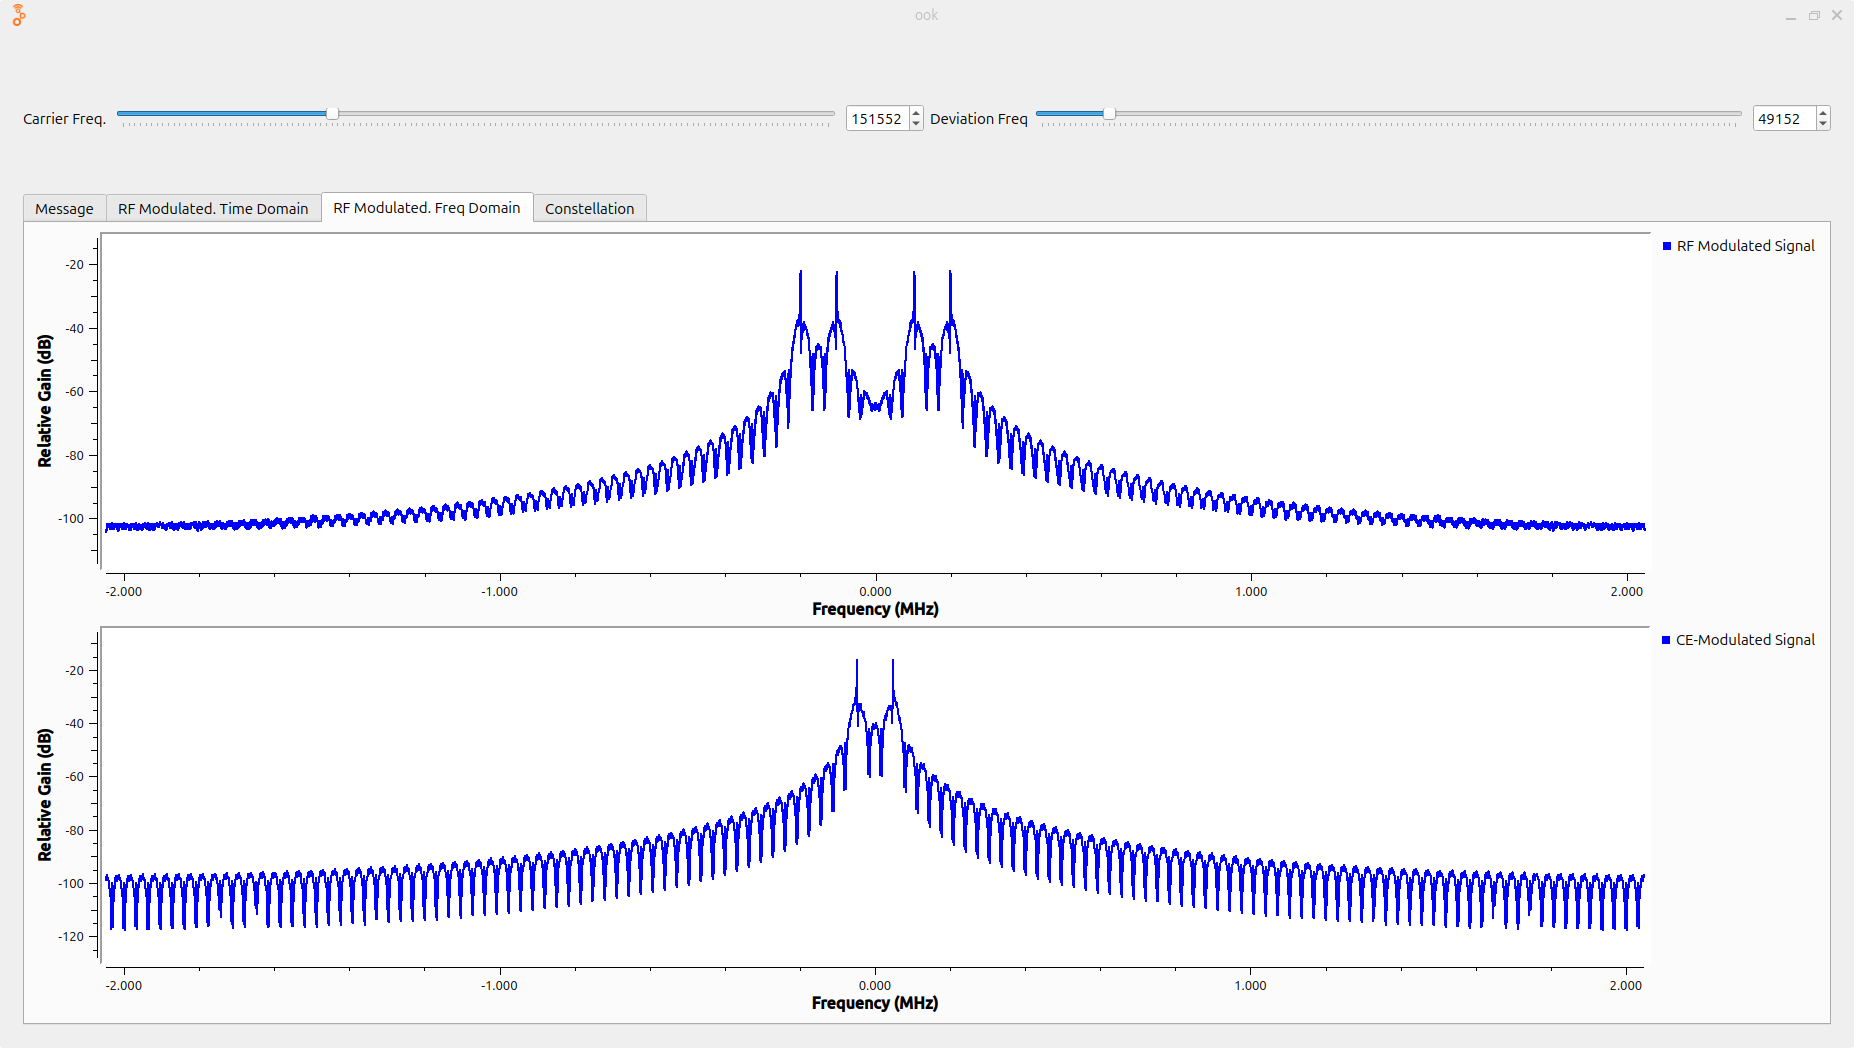 ook
Carrier Freq.
151552
Deviation Freq
49152
Message
RF Modulated. Time Domain
RF Modulated. Freq Domain
Constellation
RF Modulated Signal
Relative Gain (dB)
-20
-40
-60
-80
-100
-2.000
-1.000
0.000
1.000
2.000
Frequency (MHz)
CE-Modulated Signal
Relative Gain (dB)
-20
-40
-60
-80
-100
-120
-2.000
-1.000
0.000
1.000
2.000
Frequency (MHz)